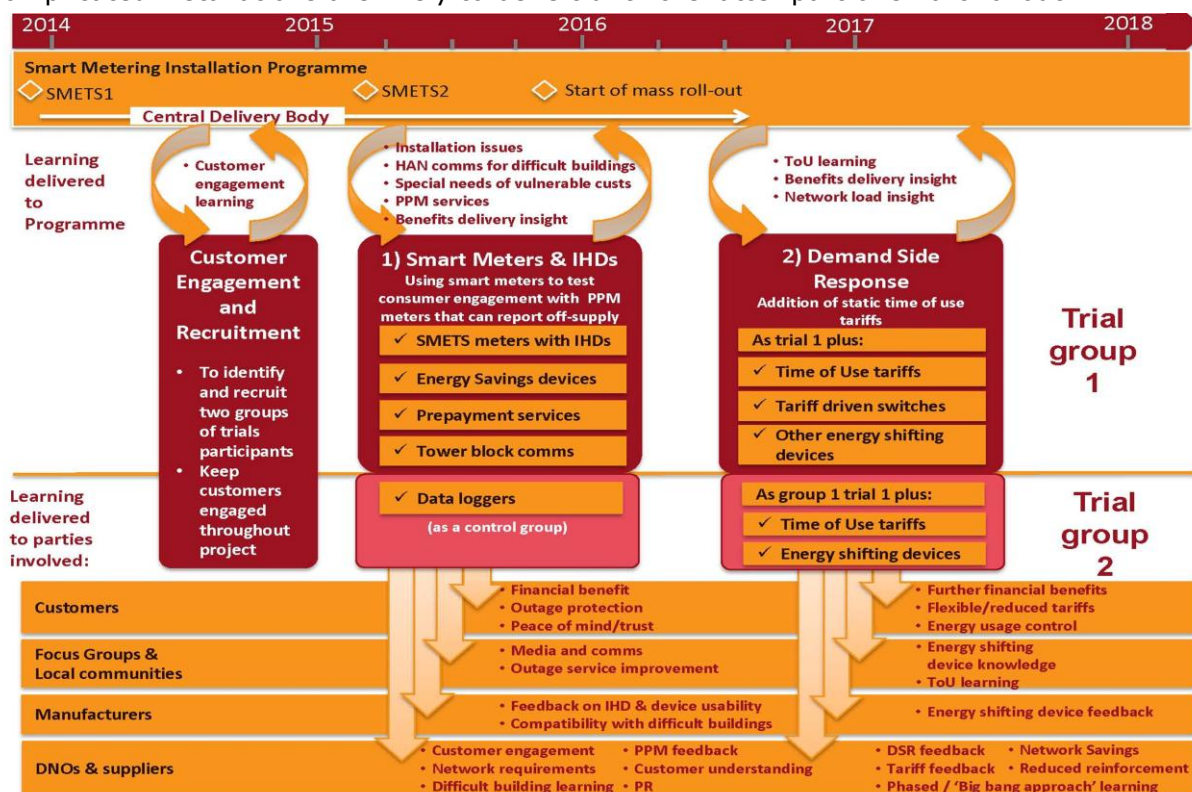 2014 2015 2016 2017 2018
Smart Metering Installation Programme
SMETS1
SMETS2
Start of mass roll-out
Central Delivery Body
Learning
delivered
to
Programme
• Customer
engagement
learning
• Installation issues
• HAN comms for difficult buildings
• Special needs of vulnerable custs
• PPM services
• Benefits delivery insight
• ToU learning
• Benefits delivery insight
• Network load insight
Customer
Engagement
and
Recruitment
• To identify
and recruit
two groups
of trials
participants
• Keep
customers
engaged
throughout
project
1) Smart Meters & IHDs
Using smart meters to test
consumer engagement with PPM
meters that can report off-supply
✓ SMETS meters with IHDs
✓ Energy Savings devices
✓ Prepayment services
✓ Tower block comms
2) Demand Side
Response
Addition of static time of use
tariffs
As trial 1 plus:
✓ Time of Use tariffs
✓ Tariff driven switches
✓ Other energy shifting
devices
Trial
group
1
Learning
delivered
to parties
involved:
✓ Data loggers
(as a control group)
As group 1 trial 1 plus:
✓ Time of Use tariffs
✓ Energy shifting devices
Trial
group
2
Customers
• Financial benefit
• Outage protection
• Peace of mind/trust
• Further financial benefits
• Flexible/reduced tariffs
• Energy usage control
Focus Groups &
Local communities
• Media and comms
• Outage service improvement
• Energy shifting
device knowledge
• ToU learning
Manufacturers
• Feedback on IHD & device usability
• Compatibility with difficult buildings
• Energy shifting device feedback
DNOs & suppliers
• Customer engagement
• Network requirements
• Difficult building learning
• PPM feedback
• Customer understanding
• PR
• DSR feedback
• Tariff feedback
• Phased / 'Big bang approach' learning
• Network Savings
• Reduced reinforcement